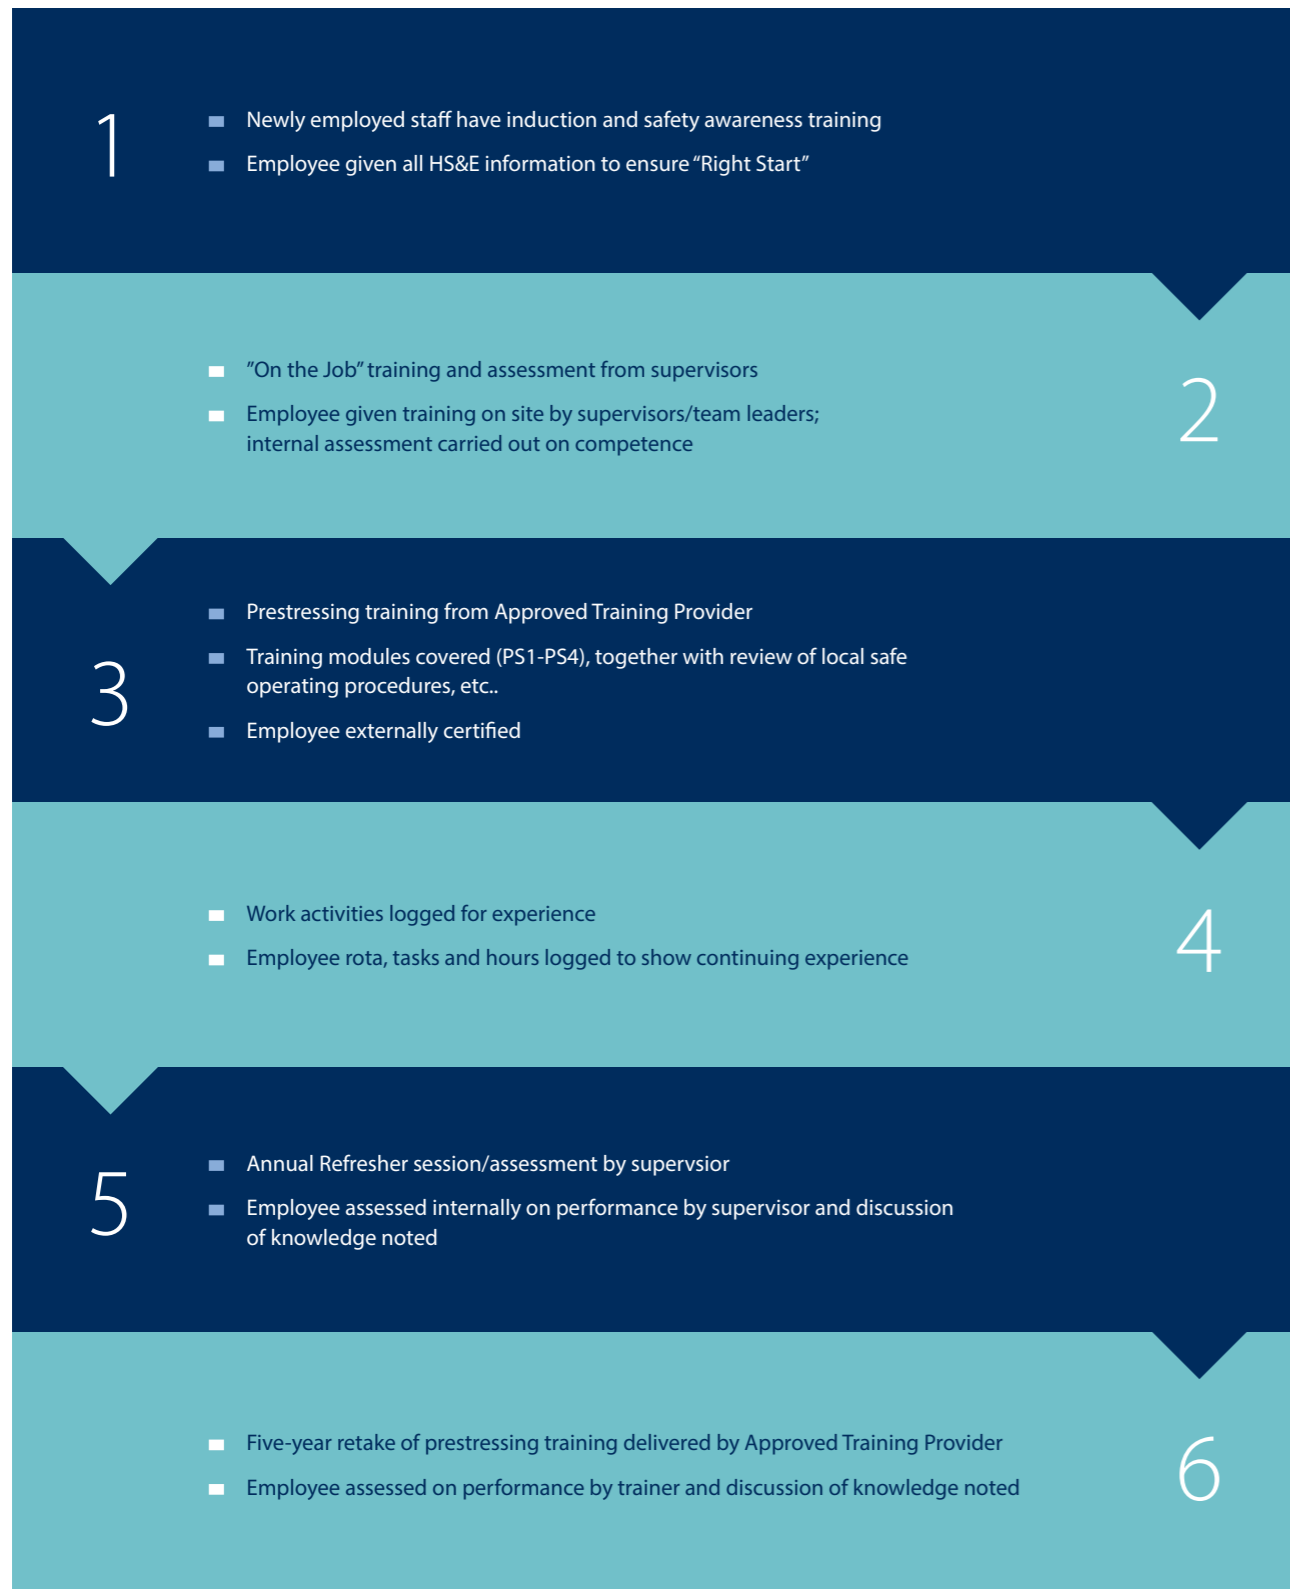 1
Newly employed staff have induction and safety awareness training
Employee given all HS&E information to ensure “Right Start”
”On the Job” training and assessment from supervisors
Employee given training on site by supervisors/team leaders;
internal assessment carried out on competence
2
Prestressing training from Approved Training Provider
Training modules covered (PS1-PS4), together with review of local safe
operating procedures, etc..
Employee externally certified
3
Work activities logged for experience
Employee rota, tasks and hours logged to show continuing experience
4
Annual Refresher session/assessment by supervsior
Employee assessed internally on performance by supervisor and discussion
of knowledge noted
5
Five-year retake of prestressing training delivered by Approved Training Provider
Employee assessed on performance by trainer and discussion of knowledge noted
6